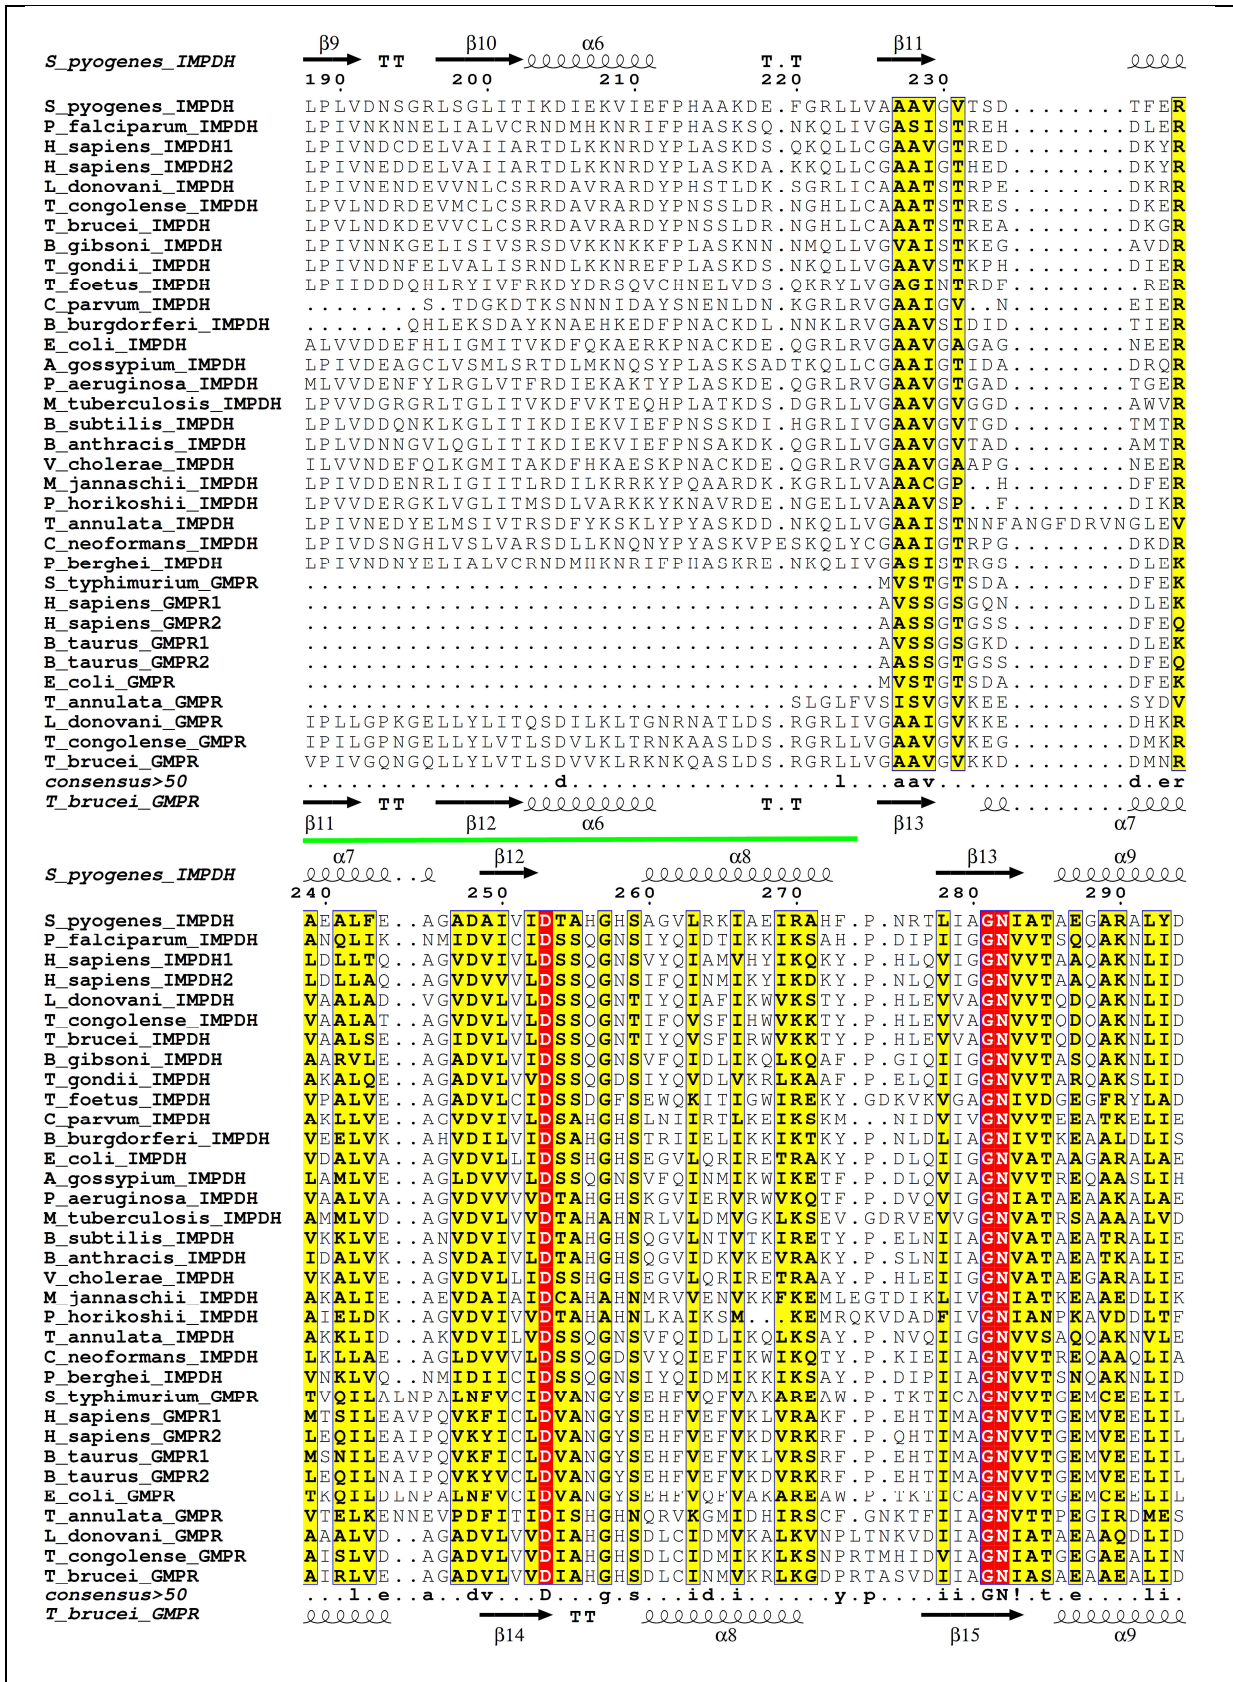 β9 β10 α6 β11
S_pyogenes_IMPDH TT T.T
190 200 210 220 230
S_pyogenes_IMPDH LPLVDNSGRLSGLITIKDIEKVIEFPHAAKDE.FGRLLVAAAVGVTSD........TFER
P_falciparum_IMPDH LPIVNKNNELIALVCRNDMHKNRIFPHASKSQ.NKQLIVGASISTREH........DLER
H_sapiens_IMPDH1 LPIVNDCDELVAIIARTDLKKNRDYPLASKDS.QKQLLCGAAVGTRED........DKYR
H_sapiens_IMPDH2 LPIVNEDDELVAIIARTDLKKNRDYPLASKDA.KKQLLCGAAIGTHED........DKYR
L_donovani_IMPDH LPIVNENDEVVNLCSRRDAVRARDYPHSTLDK.SGRLICAAATSTRPE........DKRR
T_congolense_IMPDH LPVLNDRDEVMCLCSRRDAVRARDYPNSSLDR.NGHLLCAAATSTRES........DKER
T_brucei_IMPDH LPVLNDKDEVVCLCSRRDAVRARDYPNSSLDR.NGHLLCAAATSTREA........DKGR
B_gibsoni_IMPDH LPIVNNKGELISIVSRSDVKKNKKFPLASKNN.NMQLLVGVAISTKEG........AVDR
T_gondii_IMPDH LPIVNDNFELVALISRNDLKKNREFPLASKDS.NKQLLVGAAVSTKPH........DIER
T_foetus_IMPDH LPIIDDDQHLRYIVFRKDYDRSQVCHNELVDS.QKRYLVGAGINTRDF.........RER
C_parvum_IMPDH ........S.TDGKDTKSNNNIDAYSNENLDN.KGRLRVGAAIGV..N........EIER
B_burgdorferi_IMPDH .......QHLEKSDAYKNAEHKEDFPNACKDL.NNKLRVGAAVSIDID........TIER
E_coli_IMPDH ALVVDDEFHLIGMITVKDFQKAERKPNACKDE.QGRLRVGAAVGAGAG........NEER
A_gossypium_IMPDH LPIVDEAGCLVSMLSRTDLMKNQSYPLASKSADTKQLLCGAAIGTIDA........DRQR
P_aeruginosa_IMPDH MLVVDENFYLRGLVTFRDIEKAKTYPLASKDE.QGRLRVGAAVGTGAD........TGER
M_tuberculosis_IMPDH LPVVDGRGRLTGLITVKDFVKTEQHPLATKDS.DGRLLVGAAVGVGGD........AWVR
B_subtilis_IMPDH LPLVDDQNKLKGLITIKDIEKVIEFPNSSKDI.HGRLIVGAAVGVTGD........TMTR
B_anthracis_IMPDH LPLVDNNGVLQGLITIKDIEKVIEFPNSAKDK.QGRLLVGAAVGVTAD........AMTR
V_cholerae_IMPDH ILVVNDEFQLKGMITAKDFHKAESKPNACKDE.QGRLRVGAAVGAAPG........NEER
M_jannaschii_IMPDH LPIVDDENRLIGIITLRDILKRRKYPQAARDK.KGRLLVAAACGP..H........DFER
P_horikoshii_IMPDH LPVVDERGKLVGLITMSDLVARKKYKNAVRDE.NGELLVAAAVSP..F........DIKR
T_annulata_IMPDH LPIVNEDYELMSIVTRSDFYKSKLYPYASKDD.NKQLLVGAAISTNNFANGFDRVNGLEV
C_neoformans_IMPDH LPIVDSNGHLVSLVARSDLLKNQNYPYASKVPESKQLYCGAAIGTRPG........DKDR
P_berghei_IMPDH LPIVNDNYELIALVCRNDMHKNRIFPHASKRE.NKQLIVGASISTRGS........DLEK
S_typhimurium_GMPR .......................................MVSTGTSDA........DFEK
H_sapiens_GMPR1 .......................................AVSSGSGQN........DLEK
H_sapiens_GMPR2 .......................................AASSGTGSS........DFEQ
B_taurus_GMPR1 .......................................AVSSGSGKD........DLEK
B_taurus_GMPR2 .......................................AASSGTGSS........DFEQ
E_coli_GMPR .......................................MVSTGTSDA........DFEK
T_annulata_GMPR .................................SLGLFVSISVGVKEE........SYDV
L_donovani_GMPR IPLLGPKGELLYLITQSDILKLTGNRNATLDS.RGRLIVGAAIGVKKE........DHKR
T_congolense_GMPR IPILGPNGELLYLVTLSDVLKLTRNKAASLDS.RGRLLVGAAVGVKEG........DMKR
T_brucei_GMPR VPIVGQNGQLLYLVTLSDVLKLRKNKQASLDS.RGRLLVGAAVGVKKD........DMNR
consensus>50 .................d..................l...aav.............d.er
T_brucei_GMPR TT T.T
β11 β12 α6 β13 α7
α7 β12 α8 β13 α9
S_pyogenes_IMPDH
240 250 260 270 280 290
S_pyogenes_IMPDH AEALFE..AGADAIVIDTAHGHSAGVLRKIAEIRAHF.P.NRTLIAGNIATAEGARALYD
P_falciparum_IMPDH ANQLIK..NMIDVICIDSSQGNSIYQIDTIKKIKSAH.P.DIPIIGGNVVTSQQAKNLID
H_sapiens_IMPDH1 LDLLTQ..AGVDVIVLDSSQGNSVYQIAMVHYIKQKY.P.HLQVIGGNVVTAAQAKNLID
H_sapiens_IMPDH2 LDLLAQ..AGVDVVVLDSSQGNSIFQINMIKYIKDKY.P.NLQVIGGNVVTAAQAKNLID
L_donovani_IMPDH VAALAD..VGVDVLVLDSSQGNTIYQIAFIKWVKSTY.P.HLEVVAGNVVTQDQAKNLID
T_congolense_IMPDH VAALAT..AGVDVLVLDSSQGNTIFQVSFIHWVKKTY.P.HLEVVAGNVVTQDQAKNLID
T_brucei_IMPDH VAALSE..AGIDVLVLDSSQGNTIYQVSFIRWVKKTY.P.HLEVVAGNVVTQDQAKNLID
B_gibsoni_IMPDH AARVLE..AGADVLVIDSSQGNSVFQIDLIKQLKQAF.P.GIQIIGGNVVTASQAKNLID
T_gondii_IMPDH AKALQE..AGADVLVVDSSQGDSIYQVDLVKRLKAAF.P.ELQIIGGNVVTARQAKSLID
T_foetus_IMPDH VPALVE..AGADVLCIDSSDGFSEWQKITIGWIREKY.GDKVKVGAGNIVDGEGFRYLAD
C_parvum_IMPDH AKLLVE..AGVDVIVLDSAHGHSLNIIRTLKEIKSKM...NIDVIVGNVVTEEATKELIE
B_burgdorferi_IMPDH VEELVK..AHVDILVIDSAHGHSTRIIELIKKIKTKY.P.NLDLIAGNIVTKEAALDLIS
E_coli_IMPDH VDALVA..AGVDVLLIDSSHGHSEGVLQRIRETRAKY.P.DLQIIGGNVATAAGARALAE
A_gossypium_IMPDH LAMLVE..AGLDVVVLDSSQGNSVFQINMIKWIKETF.P.DLQVIAGNVVTREQAASLIH
P_aeruginosa_IMPDH VAALVA..AGVDVVVVDTAHGHSKGVIERVRWVKQTF.P.DVQVIGGNIATAEAAKALAE
M_tuberculosis_IMPDH AMMLVD..AGVDVLVVDTAHAHNRLVLDMVGKLKSEV.GDRVEVVGGNVATRSAAAALVD
B_subtilis_IMPDH VKKLVE..ANVDVIVIDTAHGHSQGVLNTVTKIRETY.P.ELNIIAGNVATAEATRALIE
B_anthracis_IMPDH IDALVK..ASVDAIVLDTAHGHSQGVIDKVKEVRAKY.P.SLNIIAGNVATAEATKALIE
V_cholerae_IMPDH VKALVE..AGVDVLLIDSSHGHSEGVLQRIRETRAAY.P.HLEIIGGNVATAEGARALIE
M_jannaschii_IMPDH AKALIE..AEVDAIAIDCAHAHNMRVVENVKKFKEMLEGTDIKLIVGNIATKEAAEDLIK
P_horikoshii_IMPDH AIELDK..AGVDVIVVDTAHAHNLKAIKSM..KEMRQKVDADFIVGNIANPKAVDDLTF
T_annulata_IMPDH AKKLID..AKVDVILVDSSQGNSVFQIDLIKQLKSAY.P.NVQIIGGNVVSAQQAKNVLE
C_neoformans_IMPDH LKLLAE..AGLDVVVLDSSQGDSVYQIEFIKWIKQTY.P.KIEIIAGNVVTREQAAQLIA
P_berghei_IMPDH VNKLVQ..NMIDIICIDSSQGNSIYQIDMIKWIKSAY.P.DIPIIGGNVVTSNQAKNLID
S_typhimurium_GMPR TVQILALNPALNFVCIDVANGYSEHFVQFVAKAREAW.P.TKTICAGNVVTGEMCEELIL
H_sapiens_GMPR1 MTSILEAVPQVKFICLDVANGYSEHFVEFVKLVRAKF.P.EHTIMAGNVVTGEMVEELIL
H_sapiens_GMPR2 LEQILEAIPQVKYICLDVANGYSEHFVEFVKDVRKRF.P.QHTIMAGNVVTGEMVEELIL
B_taurus_GMPR1 MSNILEAVPQVKFICLDVANGYSEHFVEFVKLVRSRF.P.EHTIMAGNVVTGEMVEELIL
B_taurus_GMPR2 LEQILNAIPQVKYVCLDVANGYSEHFVEFVKDVRKRF.P.EHTIMAGNVVTGEMVEELIL
E_coli_GMPR TKQILDLNPALNFVCIDVANGYSEHFVQFVAKAREAW.P.TKTICAGNVVTGEMCEELIL
T_annulata_GMPR VTELKENNEVPDFITIDISHGHNQRVKGMIDHIRSCF.GNKTFIIAGNVTTPEGIRDMES
L_donovani_GMPR AAALVD..AGADVLVVDIAHGHSDLCIDMVKALKVNPLTNKVDIIAGNIATAEAAQDLID
T_congolense_GMPR AISLVD..AGADVLVVDIAHGHSDLCIDMIKKLKSNPRTMHIDVIAGNIATGEGAEALIN
T_brucei_GMPR AIRLVE..AGADVLVVDIAHGHSDLCINMVKRLKGDPRTASVDIIAGNIASAEAAEALID
consensus>50 ...l.e..a..dv...D...g.s...idi......y.p....ii.GN!.t.e....li.
T_brucei_GMPR TT
β14 α8 β15 α9